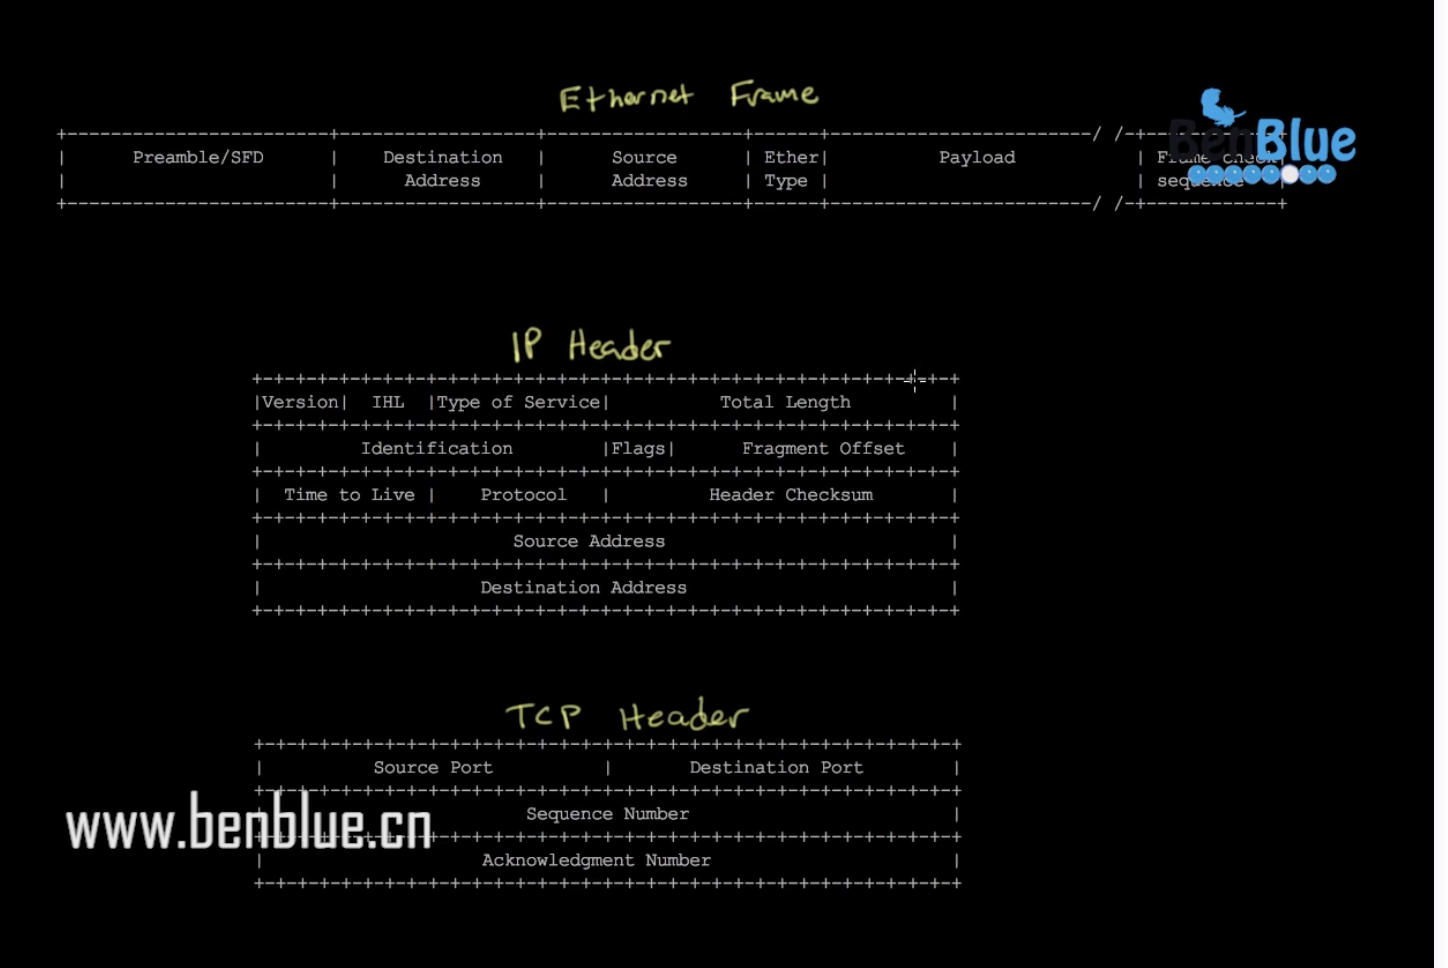 Ethernet Frame
Preamble/SFD Destination Source Ether Payload Frame check
Address Address Type sequence
BenBlue
IP Header
Version IHL Type of Service Total Length
Identification Flags Fragment Offset
Time to Live Protocol Header Checksum
Source Address
Destination Address
TCP Header
Source Port Destination Port
Sequence Number
www.benblue.cn
Acknowledgment Number